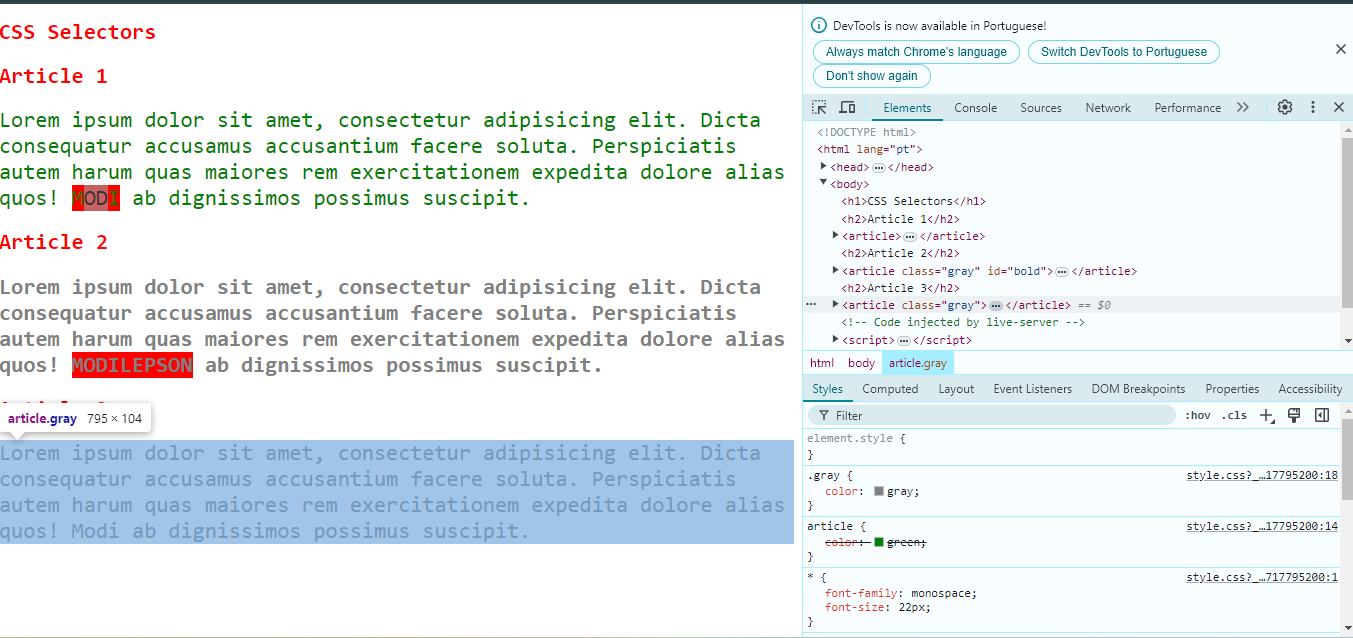 CSS Selectors
Article 1
Lorem ipsum dolor sit amet, consectetur adipisicing elit. Dicta
consequatur accusamus accusantium facere soluta. Perspiciatis
autem harum quas maiores rem exercitationem expedita dolore alias
quos! MODI ab dignissimos possimus suscipit.
Article 2
Lorem ipsum dolor sit amet, consectetur adipisicing elit. Dicta
consequatur accusamus accusantium facere soluta. Perspiciatis
autem harum quas maiores rem exercitationem expedita dolore alias
quos! MODILEPSON ab dignissimos possimus suscipit.
article.gray 795 × 104
Lorem ipsum dolor sit amet, consectetur adipisicing elit. Dicta
consequatur accusamus accusantium facere soluta. Perspiciatis
autem harum quas maiores rem exercitationem expedita dolore alias
quos! Modi ab dignissimos possimus suscipit.
DevTools is now available in Portuguese!
Always match Chrome's language Switch DevTools to Portuguese
Don't show again
Elements Console Sources Network Performance
<!DOCTYPE html>
<html lang="pt">
<head>…</head>
<body>
<h1>CSS Selectors</h1>
<h2>Article 1</h2>
<article>…</article>
<h2>Article 2</h2>
<article class="gray" id="bold">…</article>
<h2>Article 3</h2>
<article class="gray">…</article> == $0
<!-- Code injected by live-server -->
<script>…</script>
html body article.gray
Styles Computed Layout Event Listeners DOM Breakpoints Properties Accessibility
Filter :hov .cls
element.style {
}
.gray { style.css?_…17795200:18
color: gray;
}
article { style.css?_…17795200:14
color: green;
}
* { style.css?_…717795200:1
font-family: monospace;
font-size: 22px;
}